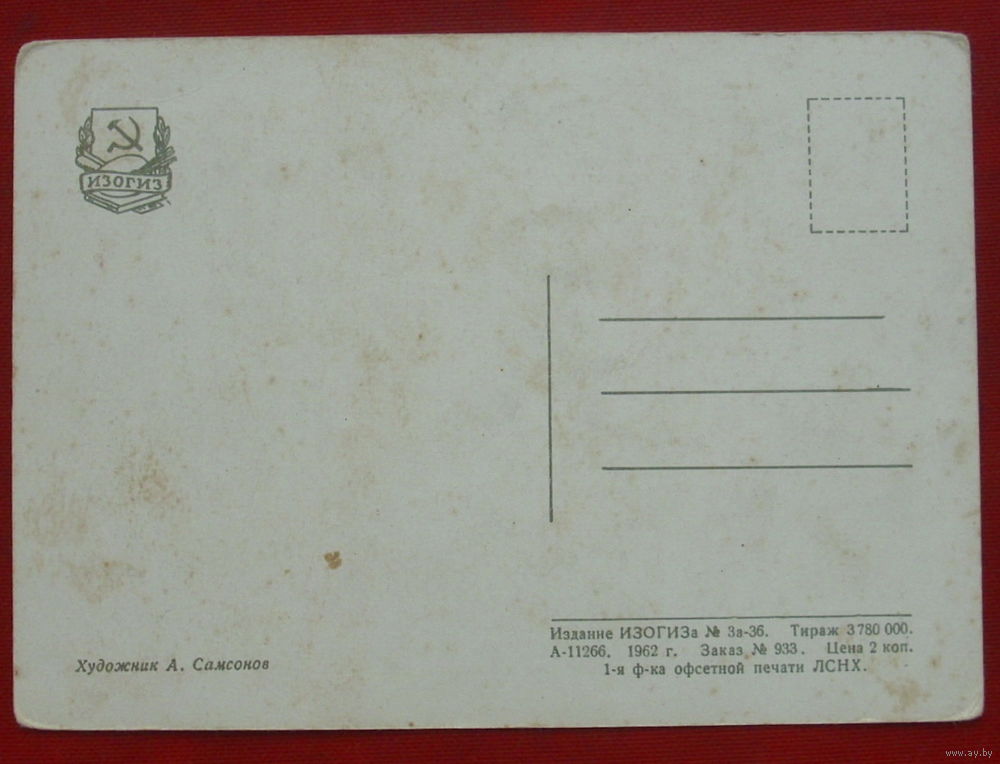 ИЗОГИЗ
Художник А. Самсонов
Издание ИЗОГИЗа № 3а-36. Тираж 3 780 000.
А-11266. 1962 г. Заказ № 933. Цена 2 коп.
1-я ф-ка офсетной печати ЛСНХ.
www.ay.by